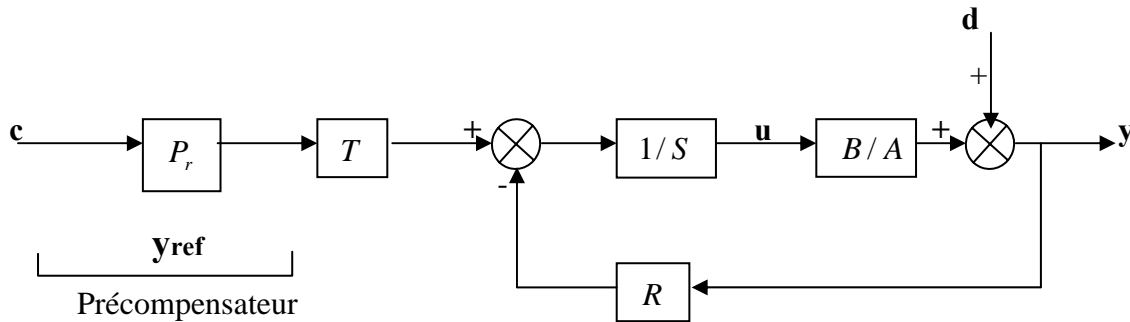 d
+
c
P_r
T
+
-
1/S
u
B/A
+
y
yref
Précompensateur
R